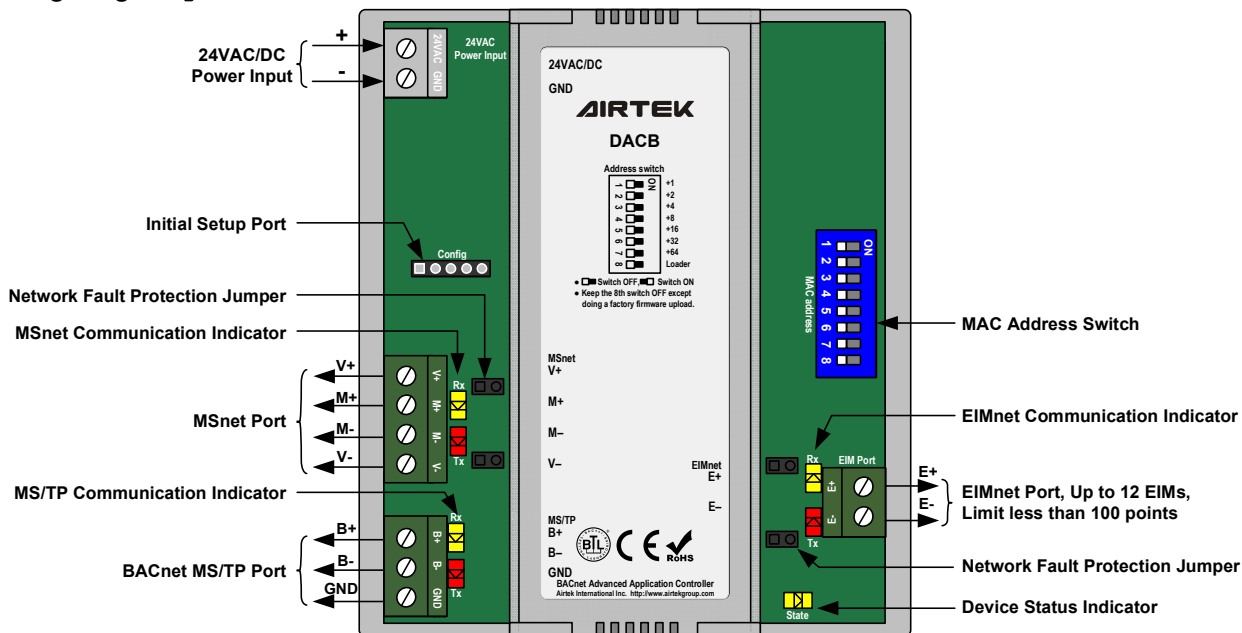 24VAC/DC
Power Input
+
-
24VAC GND
24VAC
Power Input
24VAC/DC
GND
AIRTEK
DACB
Address switch
ON
1 +1
2 +2
3 +4
4 +8
5 +16
6 +32
7 +64
8 Loader
● Switch OFF, Switch ON
● Keep the 8th switch OFF except
doing a factory firmware upload.
Initial Setup Port
Config
Network Fault Protection Jumper
MSnet Communication Indicator
MSnet Port
V+
M+
M-
V-
V+
M+
M-
V-
Rx
Tx
MS/TP Communication Indicator
BACnet MS/TP Port
B+
B-
GND
B+
B-
GND
Rx
Tx
MSnet
V+
M+
M–
V–
EIMnet
E+
E–
MS/TP
B+
B–
GND
BTL
CE
RoHS
BACnet Advanced Application Controller
Airtek International Inc. http://www.airtekgroup.com
ON
1
2
3
4
5
6
7
8
MAC address
MAC Address Switch
EIMnet Communication Indicator
Rx
Tx
EIM Port
E+
E-
E+
E-
EIMnet Port, Up to 12 EIMs,
Limit less than 100 points
Network Fault Protection Jumper
State
Device Status Indicator